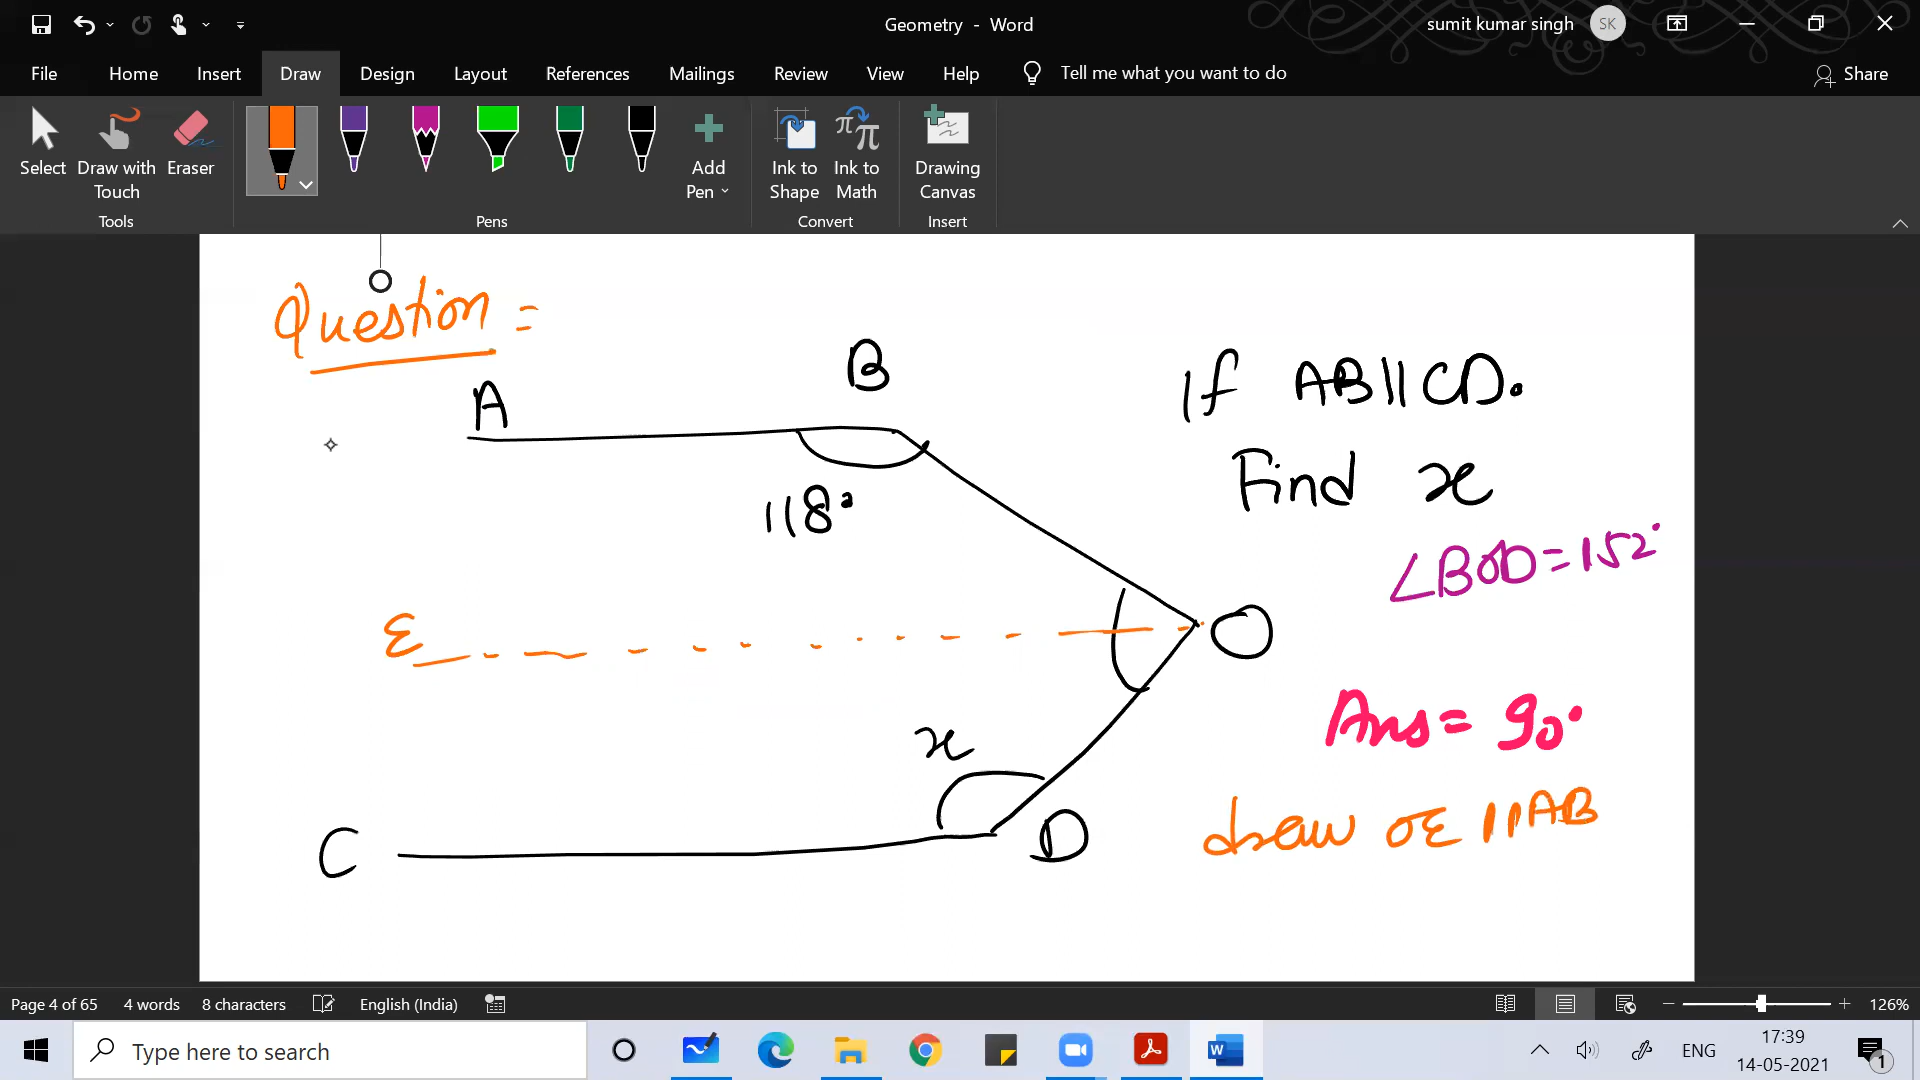 Geometry - Word
sumit kumar singh
SK
File Home Insert Draw Design Layout References Mailings Review View Help Tell me what you want to do
Share
Select
Draw with Touch
Eraser
Add Pen
Ink to Shape
Ink to Math
Drawing Canvas
Tools
Pens
Convert
Insert
Question =
A
B
118°
If AB||CD.
Find x
∠BOD=152°
E
O
x
Ans= 90°
draw OE ||AB
C
D
Page 4 of 65 4 words 8 characters English (India) 126%
Type here to search
ENG
17:39
14-05-2021
1